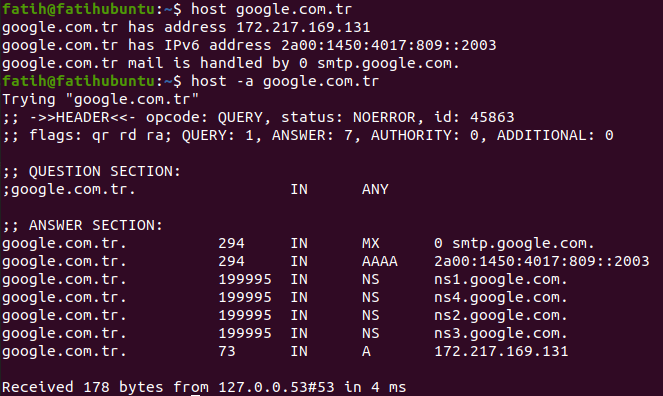 fatih@fatihubuntu:~$ host google.com.tr
google.com.tr has address 172.217.169.131
google.com.tr has IPv6 address 2a00:1450:4017:809::2003
google.com.tr mail is handled by 0 smtp.google.com.
fatih@fatihubuntu:~$ host -a google.com.tr
Trying "google.com.tr"
;; ->>HEADER<<- opcode: QUERY, status: NOERROR, id: 45863
;; flags: qr rd ra; QUERY: 1, ANSWER: 7, AUTHORITY: 0, ADDITIONAL: 0

;; QUESTION SECTION:
;google.com.tr. IN ANY

;; ANSWER SECTION:
google.com.tr. 294 IN MX 0 smtp.google.com.
google.com.tr. 294 IN AAAA 2a00:1450:4017:809::2003
google.com.tr. 199995 IN NS ns1.google.com.
google.com.tr. 199995 IN NS ns4.google.com.
google.com.tr. 199995 IN NS ns2.google.com.
google.com.tr. 199995 IN NS ns3.google.com.
google.com.tr. 73 IN A 172.217.169.131

Received 178 bytes from 127.0.0.53#53 in 4 ms